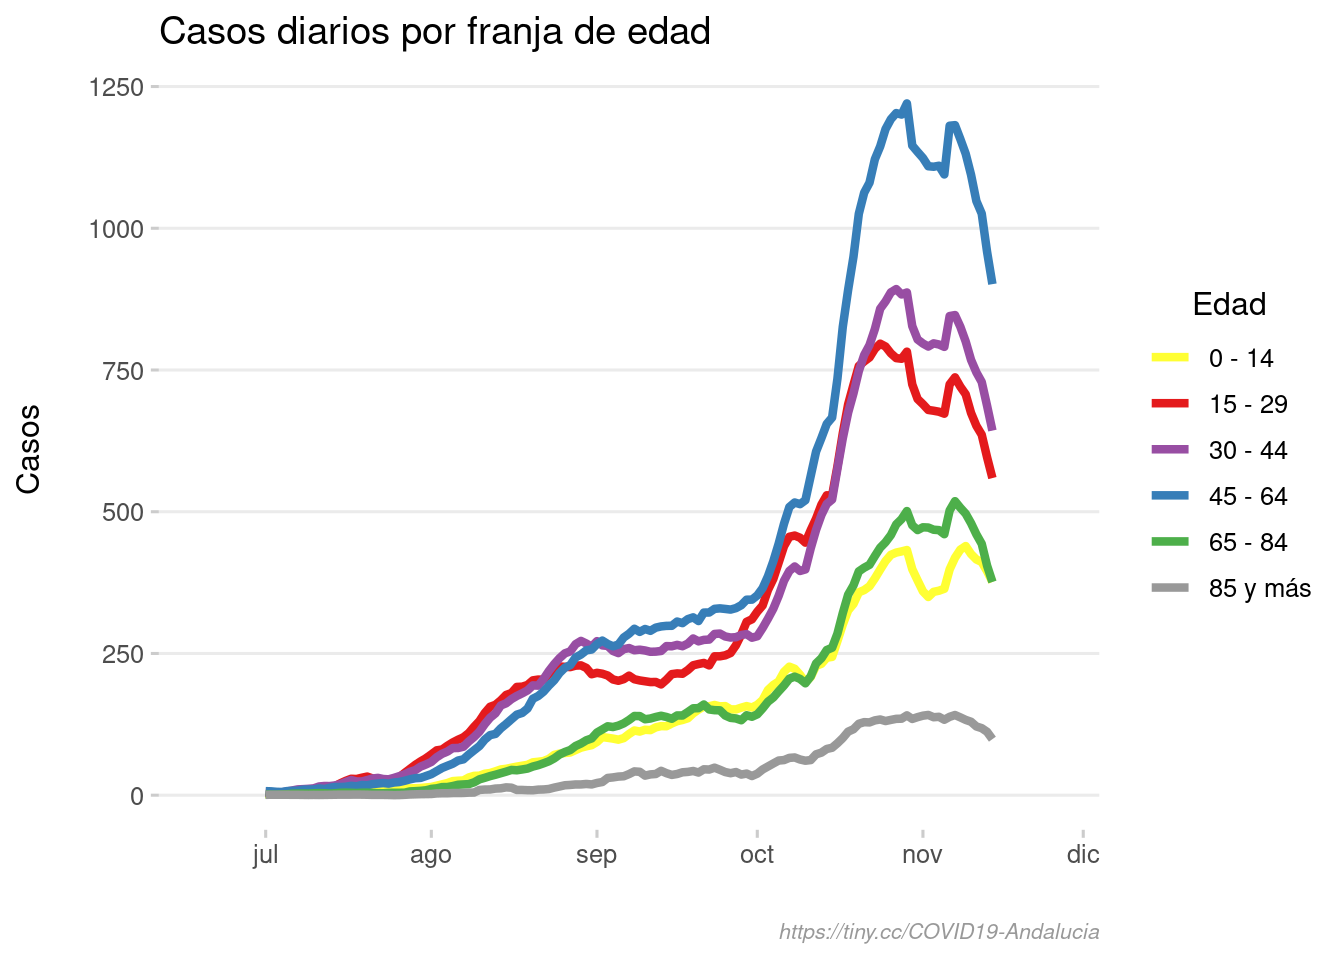 Casos diarios por franja de edad
1250
1000
750
500
250
0
Casos
jul
ago
sep
oct
nov
dic
Edad
0 - 14
15 - 29
30 - 44
45 - 64
65 - 84
85 y más
https://tiny.cc/COVID19-Andalucia